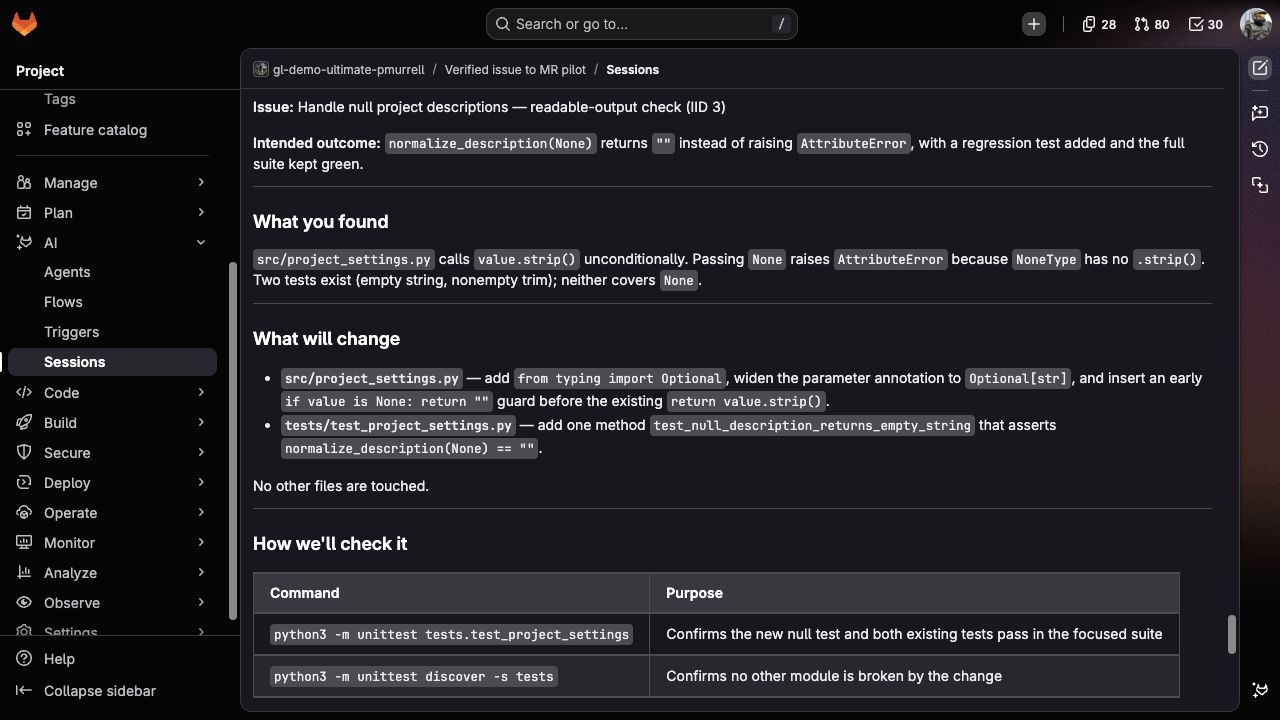 Search or go to...
/
28
80
30
Project
Tags
Feature catalog
Manage
Plan
AI
Agents
Flows
Triggers
Sessions
Code
Build
Secure
Deploy
Operate
Monitor
Analyze
Observe
Settings
Help
Collapse sidebar
gl-demo-ultimate-pmurrell / Verified issue to MR pilot / Sessions
Issue: Handle null project descriptions — readable-output check (IID 3)
Intended outcome: normalize_description(None) returns "" instead of raising AttributeError, with a regression test added and the full
suite kept green.
What you found
src/project_settings.py calls value.strip() unconditionally. Passing None raises AttributeError because NoneType has no .strip().
Two tests exist (empty string, nonempty trim); neither covers None.
What will change
• src/project_settings.py — add from typing import Optional, widen the parameter annotation to Optional[str], and insert an early
if value is None: return "" guard before the existing return value.strip().
• tests/test_project_settings.py — add one method test_null_description_returns_empty_string that asserts
normalize_description(None) == "".
No other files are touched.
How we'll check it
Command Purpose
python3 -m unittest tests.test_project_settings Confirms the new null test and both existing tests pass in the focused suite
python3 -m unittest discover -s tests Confirms no other module is broken by the change